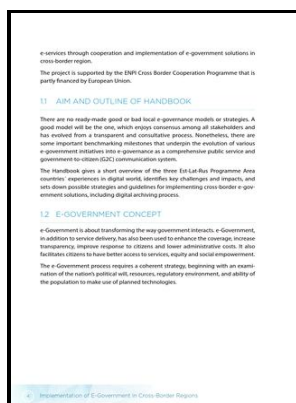 e-services through cooperation and implementation of e-government solutions in
cross-border region.
The project is supported by the ENPI Cross Border Cooperation Programme that is
partly financed by European Union.
1.1 AIM AND OUTLINE OF HANDBOOK
There are no ready-made good or bad local e-governance models or strategies. A
good model will be the one, which enjoys consensus among all stakeholders and
has evolved from a transparent and consultative process. Nonetheless, there are
some important benchmarking milestones that underpin the evolution of various
e-government initiatives into e-governance as a comprehensive public service and
government-to-citizen (G2C) communication system.
The Handbook gives a short overview of the three Est-Lat-Rus Programme Area
countries' experiences in digital world, identifies key challenges and impacts, and
sets down possible strategies and guidelines for implementing cross-border e-gov-
ernment solutions, including digital archiving process.
1.2 E-GOVERNMENT CONCEPT
e-Government is about transforming the way government interacts. e-Government,
in addition to service delivery, has also been used to enhance the coverage, increase
transparency, improve response to citizens and lower administrative costs. It also
facilitates citizens to have better access to services, equity and social empowerment.
The e-Government process requires a coherent strategy, beginning with an exami-
nation of the nation's political will, resources, regulatory environment, and ability of
the population to make use of planned technologies.
Implementation of E-Government in Cross-Border Regions